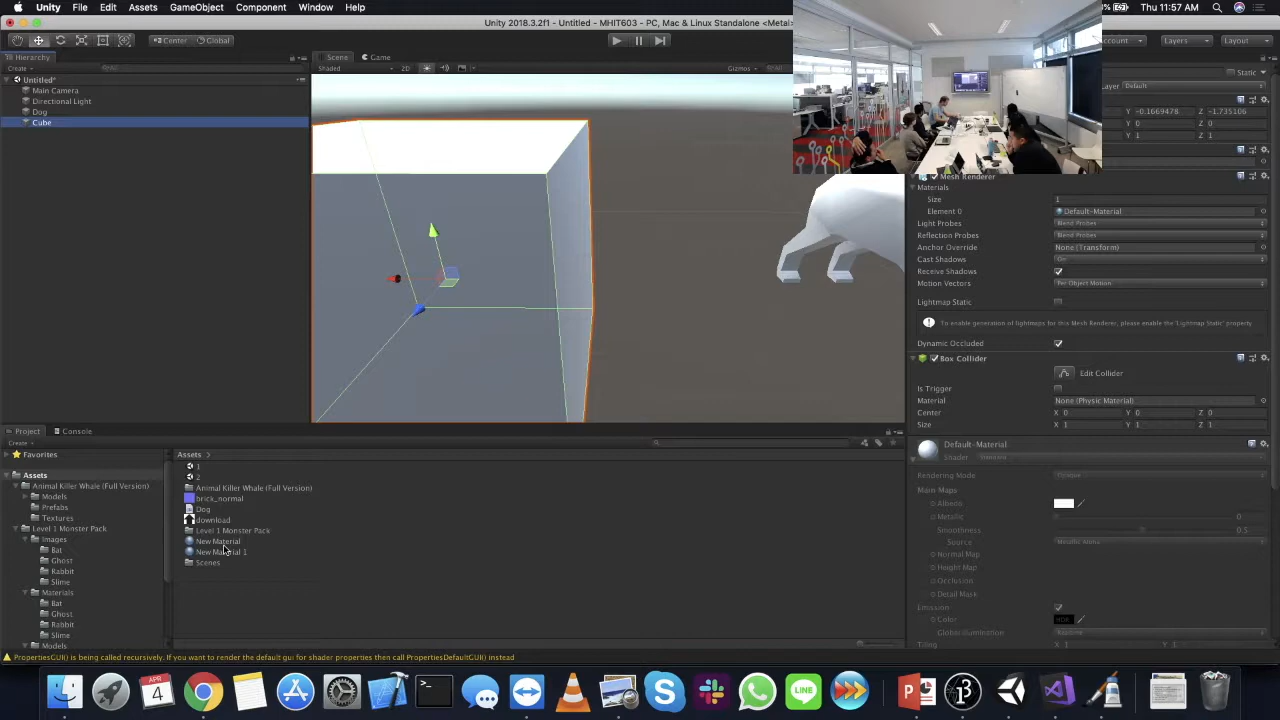 Unity File Edit Assets GameObject Component Window Help
Thu 11:57 AM
Unity 2018.3.2f1 - Untitled - MHIT603 - PC, Mac & Linux Standalone <Metal>
Center Global
Account Layers Layout
Hierarchy
Create
Scene Game
Shaded 2D Gizmos
Static
Layer Default
Untitled*
Main Camera
Directional Light
Dog
Cube
Y -0.1669478 Z -1.735106
Y 0 Z 0
Y 1 Z 1
Mesh Renderer
Materials
Size 1
Element 0 Default-Material
Light Probes Blend Probes
Reflection Probes Blend Probes
Anchor Override None (Transform)
Cast Shadows On
Receive Shadows
Motion Vectors Per Object Motion
Lightmap Static
To enable generation of lightmaps for this Mesh Renderer, please enable the 'Lightmap Static' property.
Dynamic Occluded
Box Collider
Edit Collider
Is Trigger
Material None (Physic Material)
Center X 0 Y 0 Z 0
Size X 1 Y 1 Z 1
Default-Material
Shader Standard
Rendering Mode Opaque
Main Maps
Albedo
Metallic 0
Smoothness 0.5
Source Metallic Alpha
Normal Map
Height Map
Occlusion
Detail Mask
Emission
Color HDR
Global Illumination Realtime
Tiling X 1 Y 1
Project Console
Create
Favorites
Assets
Animal Killer Whale (Full Version)
Models
Prefabs
Textures
Level 1 Monster Pack
Images
Bat
Ghost
Rabbit
Slime
Materials
Bat
Ghost
Rabbit
Slime
Models
Assets
1
2
Animal Killer Whale (Full Version)
brick_normal
Dog
download
Level 1 Monster Pack
New Material
New Material 1
Scenes
PropertiesGUI() is being called recursively. If you want to render the default gui for shader properties then call PropertiesDefaultGUI() instead
APR
4
LINE